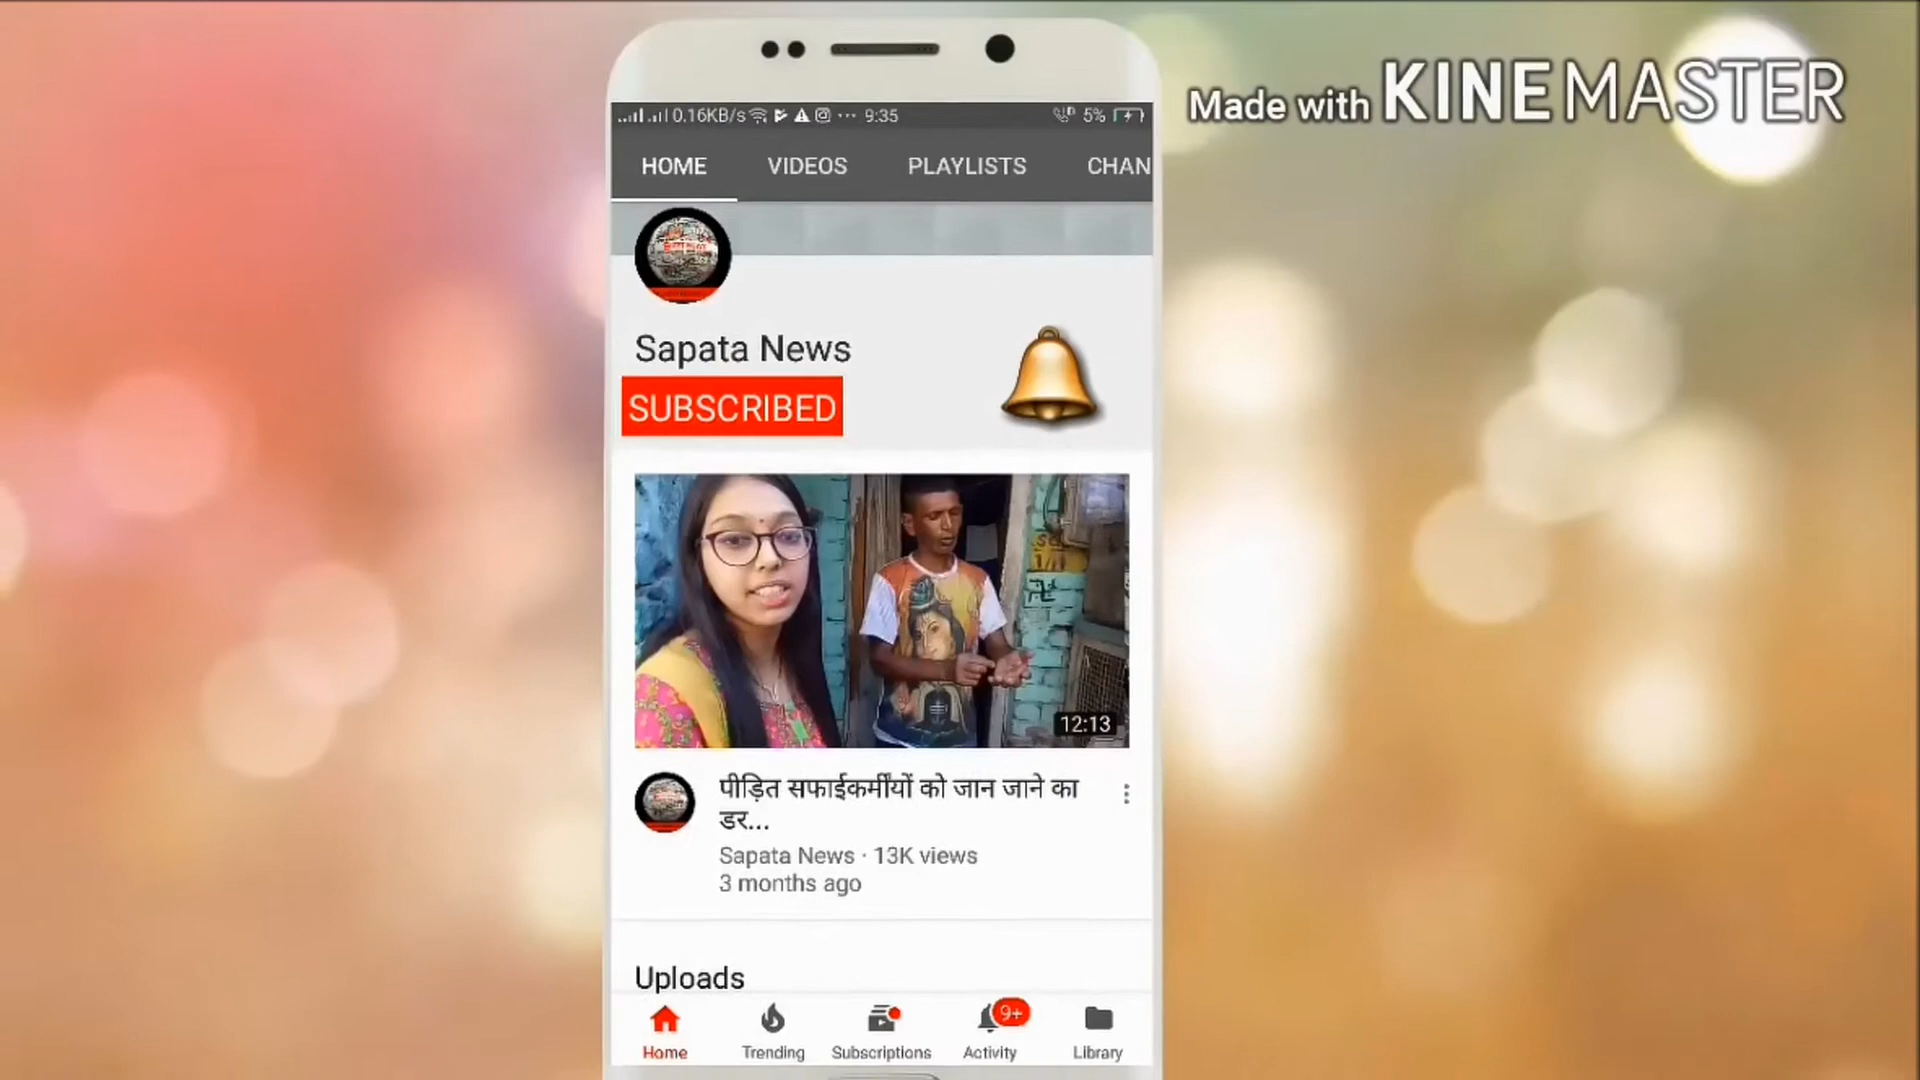 Made with KINEMASTER
0.16KB/s ... 9:35 5%
HOME VIDEOS PLAYLISTS CHAN
Sapata News
SUBSCRIBED
12:13
पीड़ित सफाईकर्मीयों को जान जाने का
डर...
Sapata News · 13K views
3 months ago
Uploads
9+
Home Trending Subscriptions Activity Library